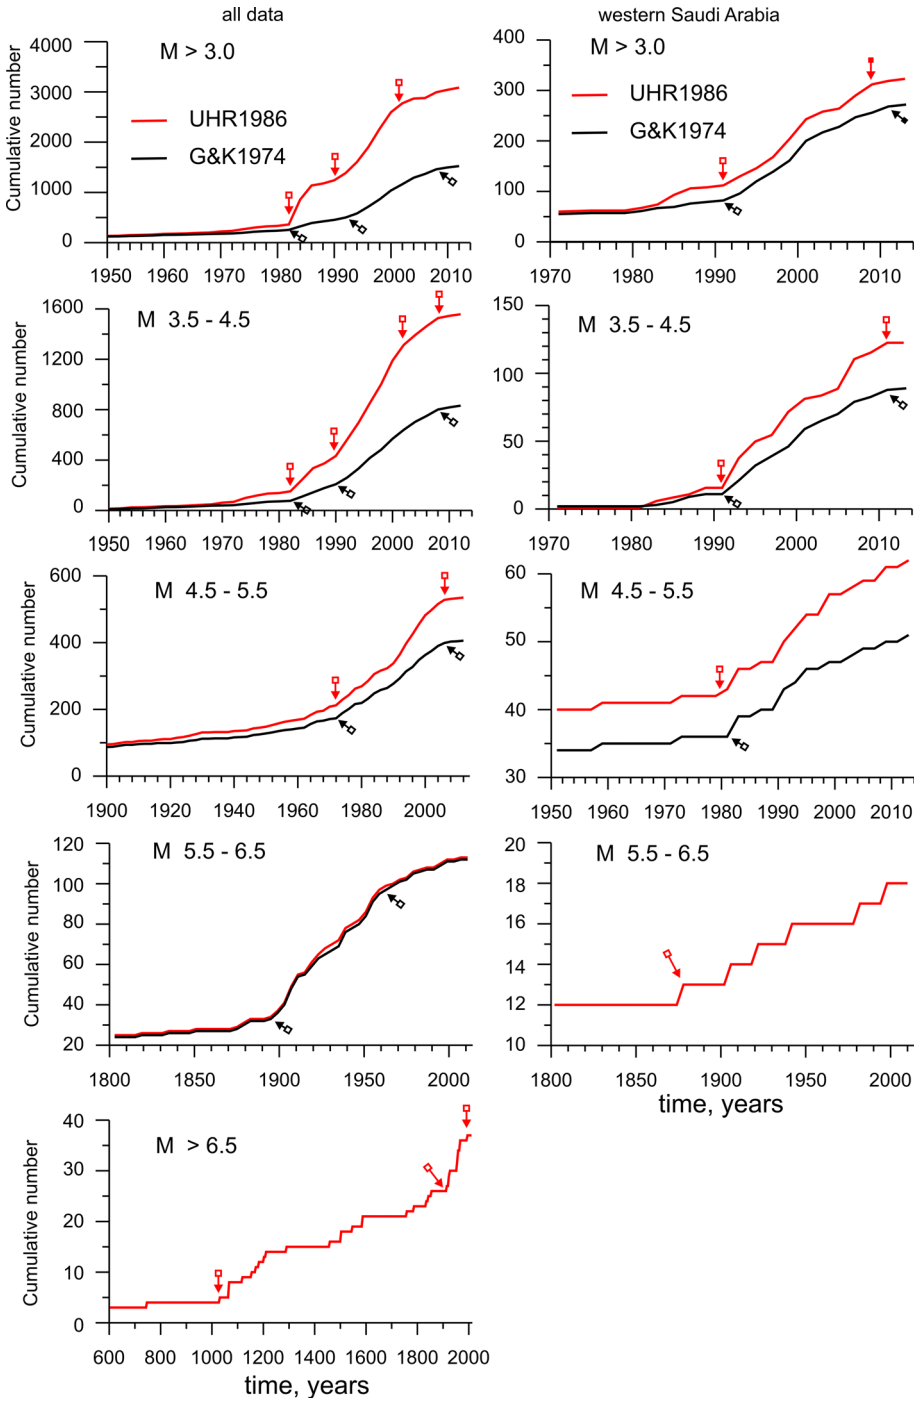 all data
western Saudi Arabia
Cumulative number
4000
3000
2000
1000
0
M > 3.0
UHR1986
G&K1974
1950 1960 1970 1980 1990 2000 2010
400
300
200
100
0
M > 3.0
UHR1986
G&K1974
1970 1980 1990 2000 2010
Cumulative number
1600
1200
800
400
0
M 3.5 - 4.5
1950 1960 1970 1980 1990 2000 2010
150
100
50
0
M 3.5 - 4.5
1970 1980 1990 2000 2010
Cumulative number
600
400
200
0
M 4.5 - 5.5
1900 1920 1940 1960 1980 2000
60
50
40
30
M 4.5 - 5.5
1950 1960 1970 1980 1990 2000 2010
Cumulative number
120
100
80
60
40
20
M 5.5 - 6.5
1800 1850 1900 1950 2000
20
18
16
14
12
10
M 5.5 - 6.5
1800 1850 1900 1950 2000
time, years
Cumulative number
40
30
20
10
0
M > 6.5
600 800 1000 1200 1400 1600 1800 2000
time, years